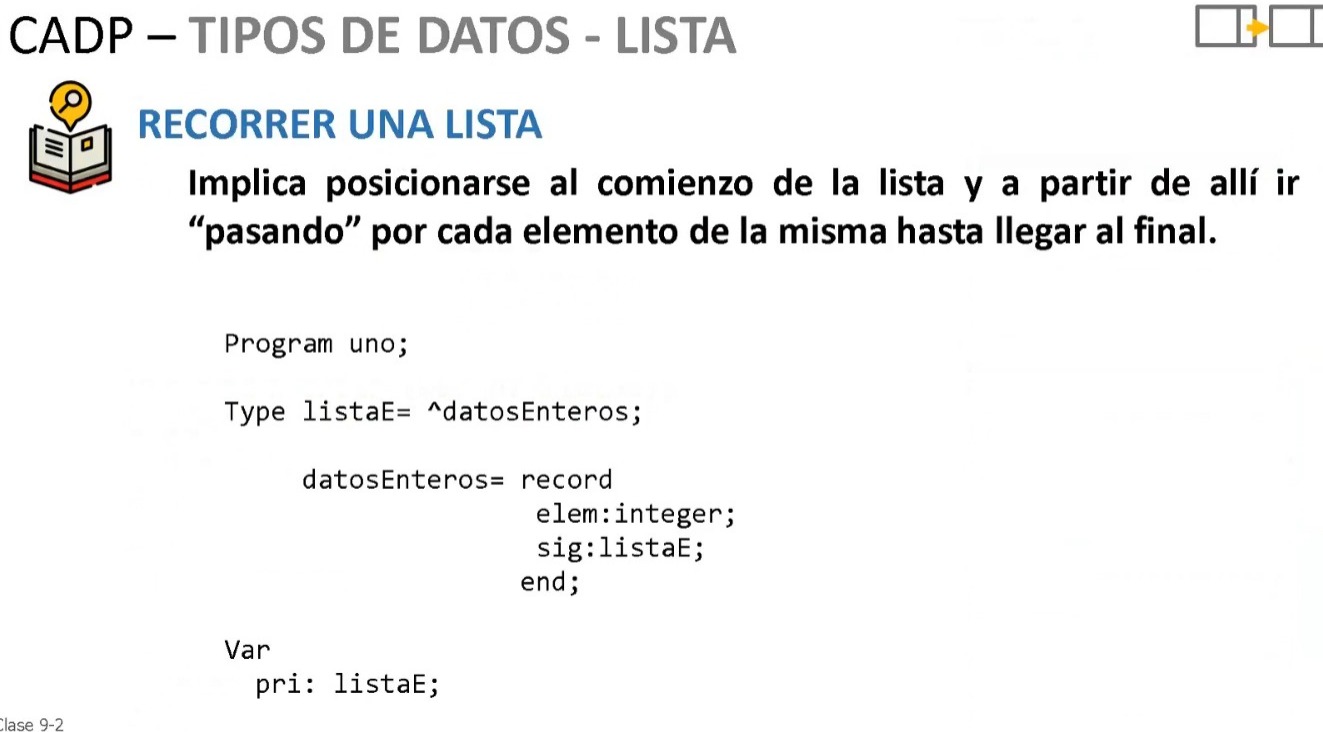 CADP – TIPOS DE DATOS - LISTA
RECORRER UNA LISTA
Implica posicionarse al comienzo de la lista y a partir de allí ir
“pasando” por cada elemento de la misma hasta llegar al final.
Program uno;
Type listaE= ^datosEnteros;
datosEnteros= record
elem:integer;
sig:listaE;
end;
Var
pri: listaE;
Clase 9-2